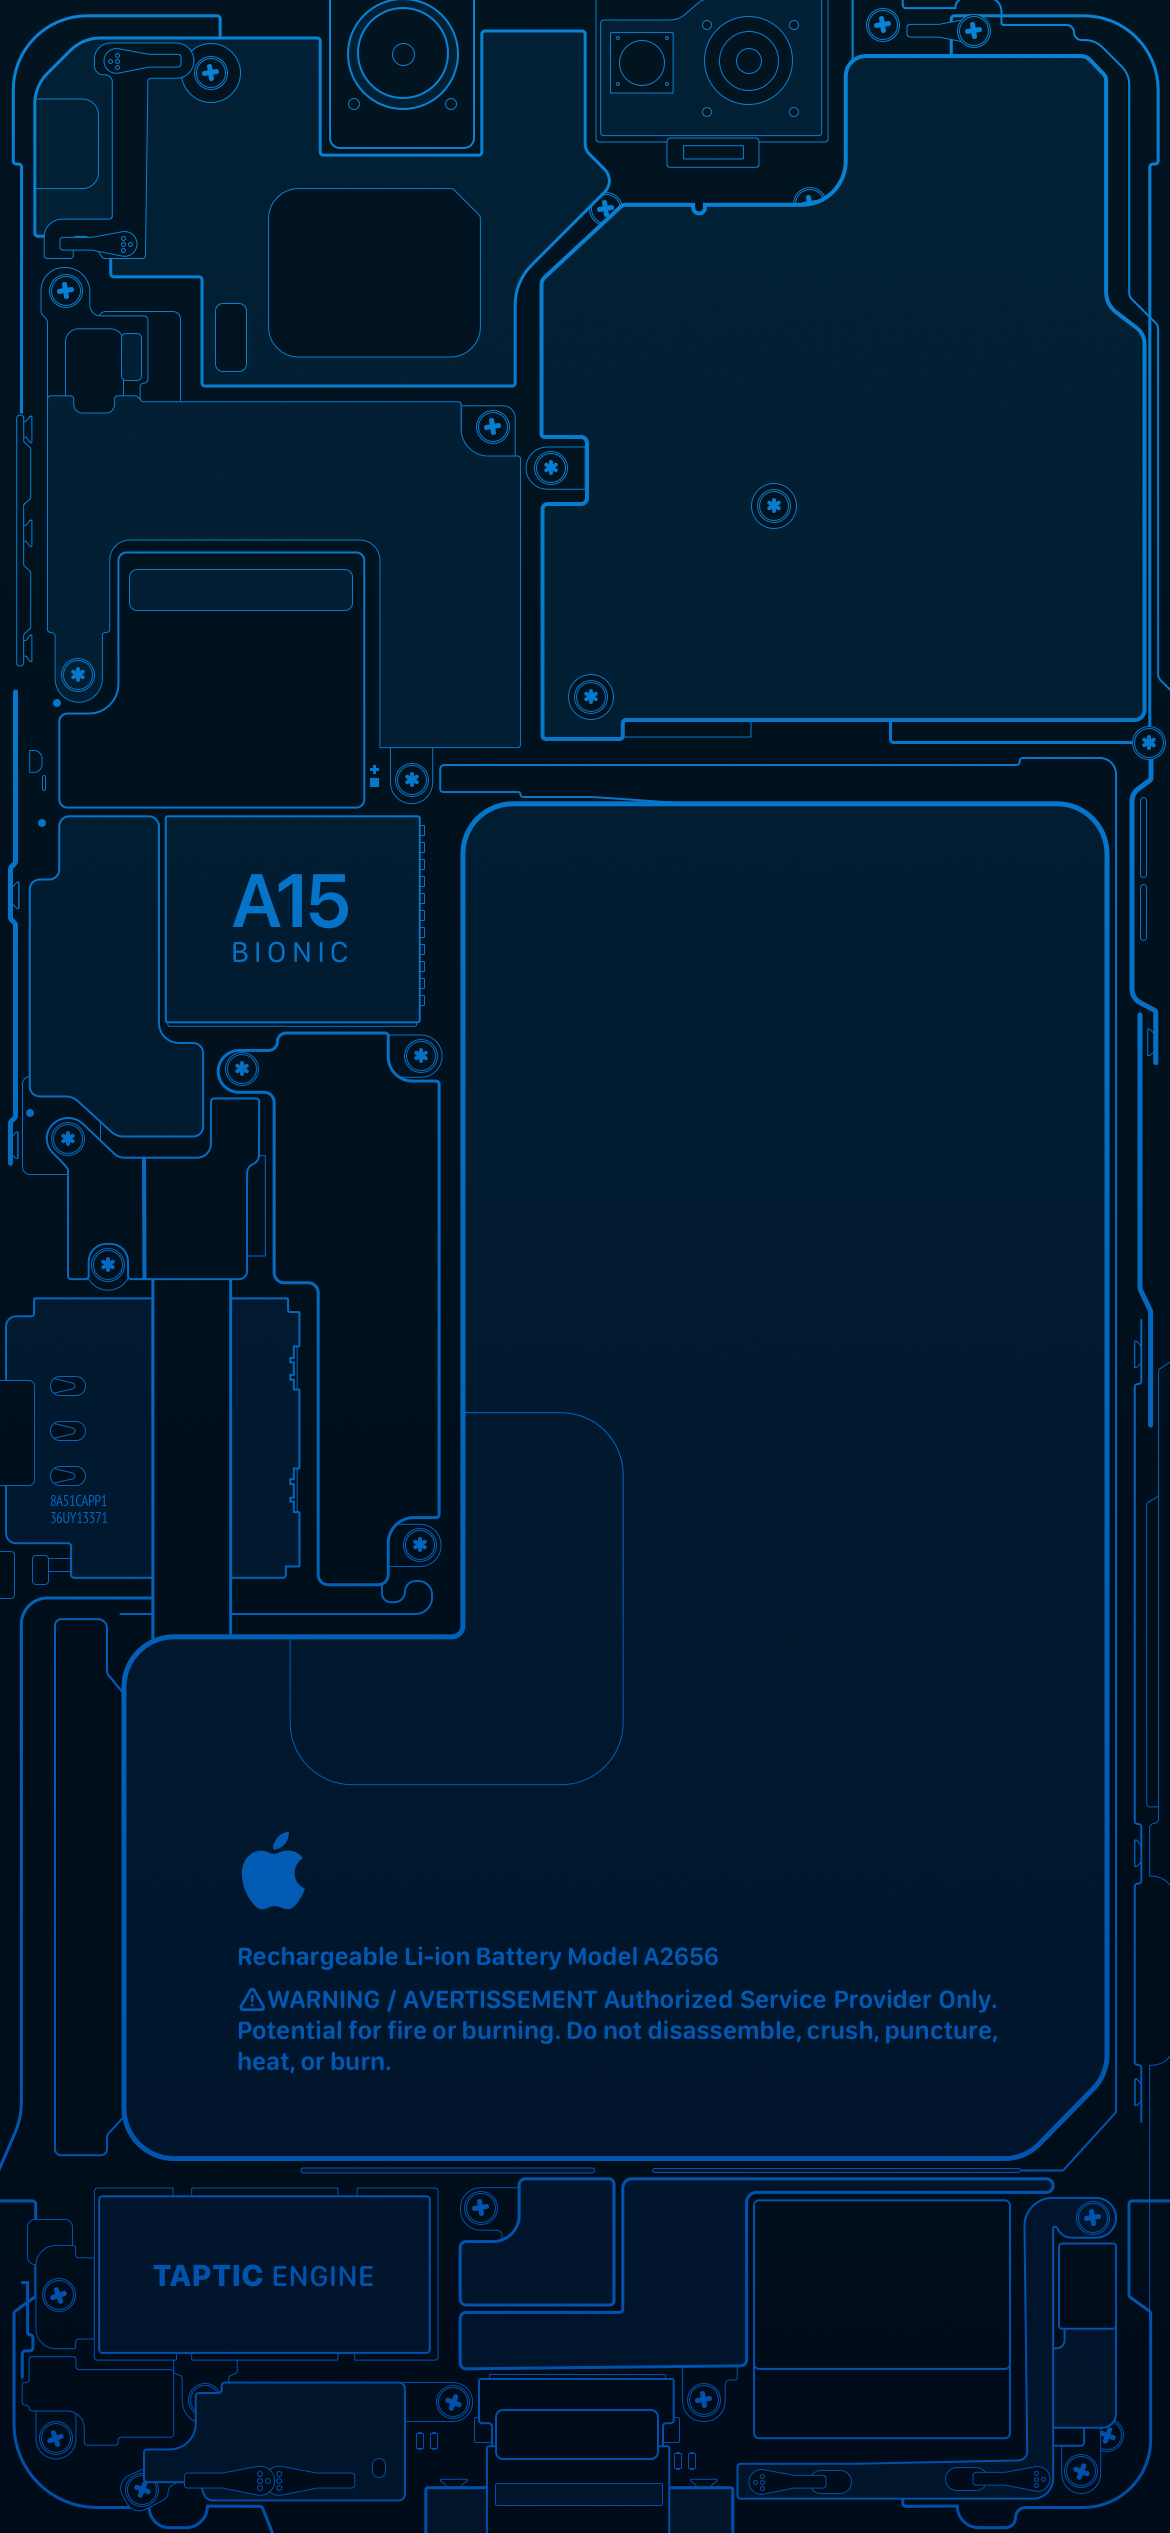 A15
BIONIC
8A51CAPP1
36UY13371
Rechargeable Li-ion Battery Model A2656
⚠WARNING / AVERTISSEMENT Authorized Service Provider Only.
Potential for fire or burning. Do not disassemble, crush, puncture,
heat, or burn.
TAPTIC ENGINE